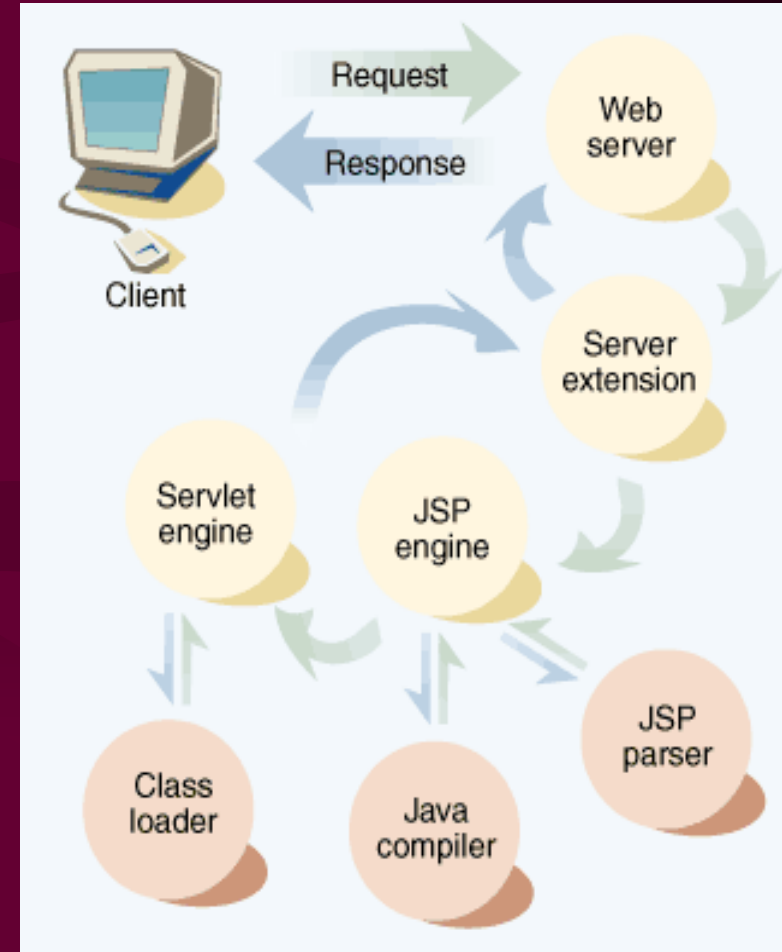 Request
Response
Client
Web
server
Server
extension
Servlet
engine
JSP
engine
JSP
parser
Class
loader
Java
compiler